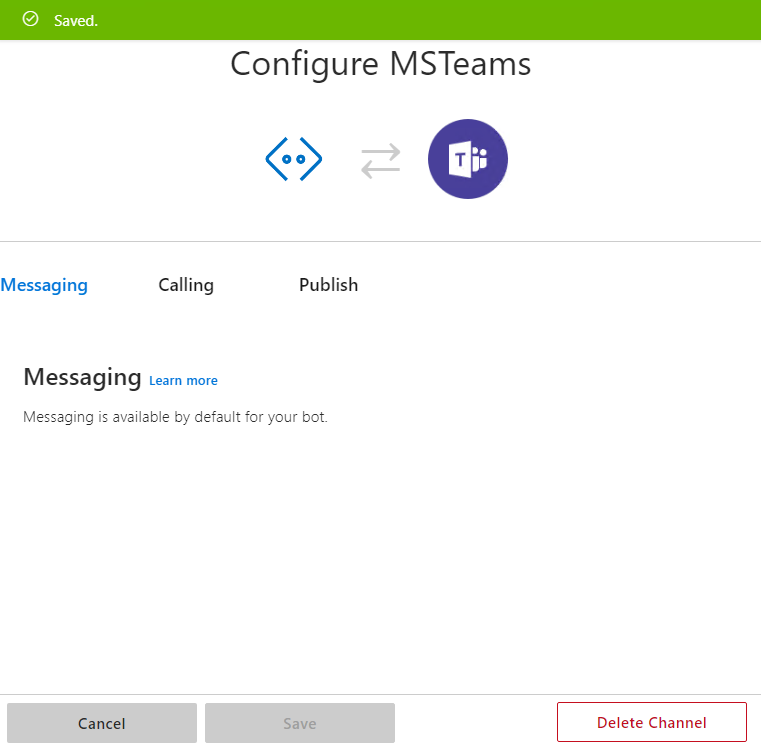 Saved.
Configure MSTeams
T
Messaging Calling Publish
Messaging Learn more
Messaging is available by default for your bot.
Cancel Save Delete Channel